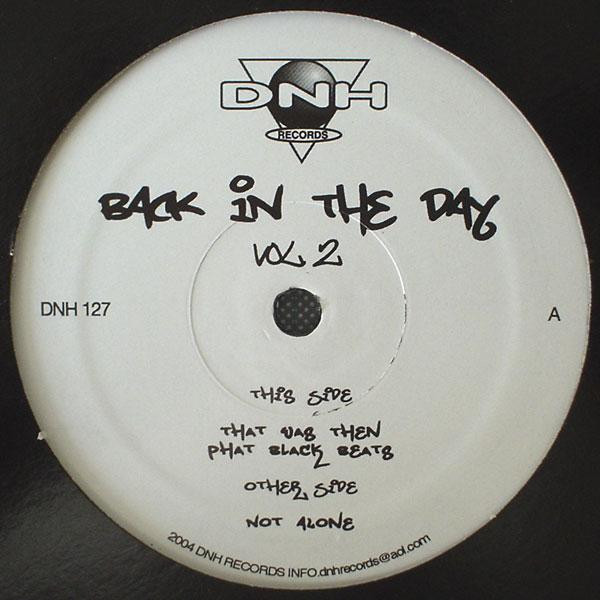 DNH
RECORDS
BACK IN THE DAY
VOL. 2
DNH 127
A
THIS SIDE
THAT WAS THEN
PHAT BLACK BEATS
OTHER SIDE
NOT ALONE
2004 DNH RECORDS INFO.dnhrecords@aol.com